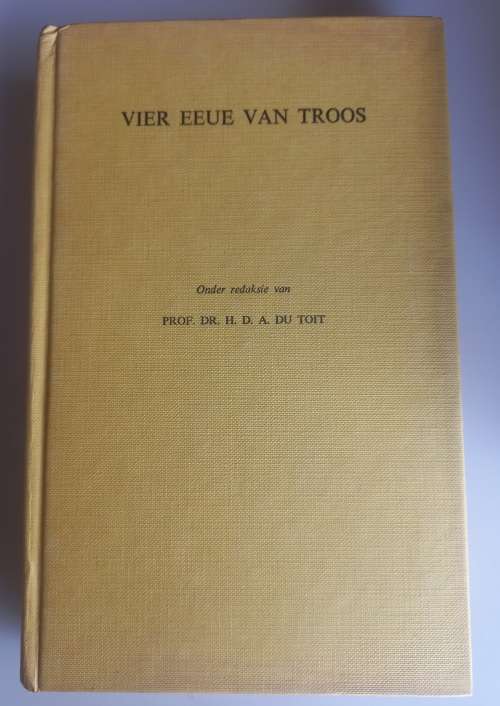 VIER EEUE VAN TROOS
Onder redaksie van
PROF. DR. H. D. A. DU TOIT